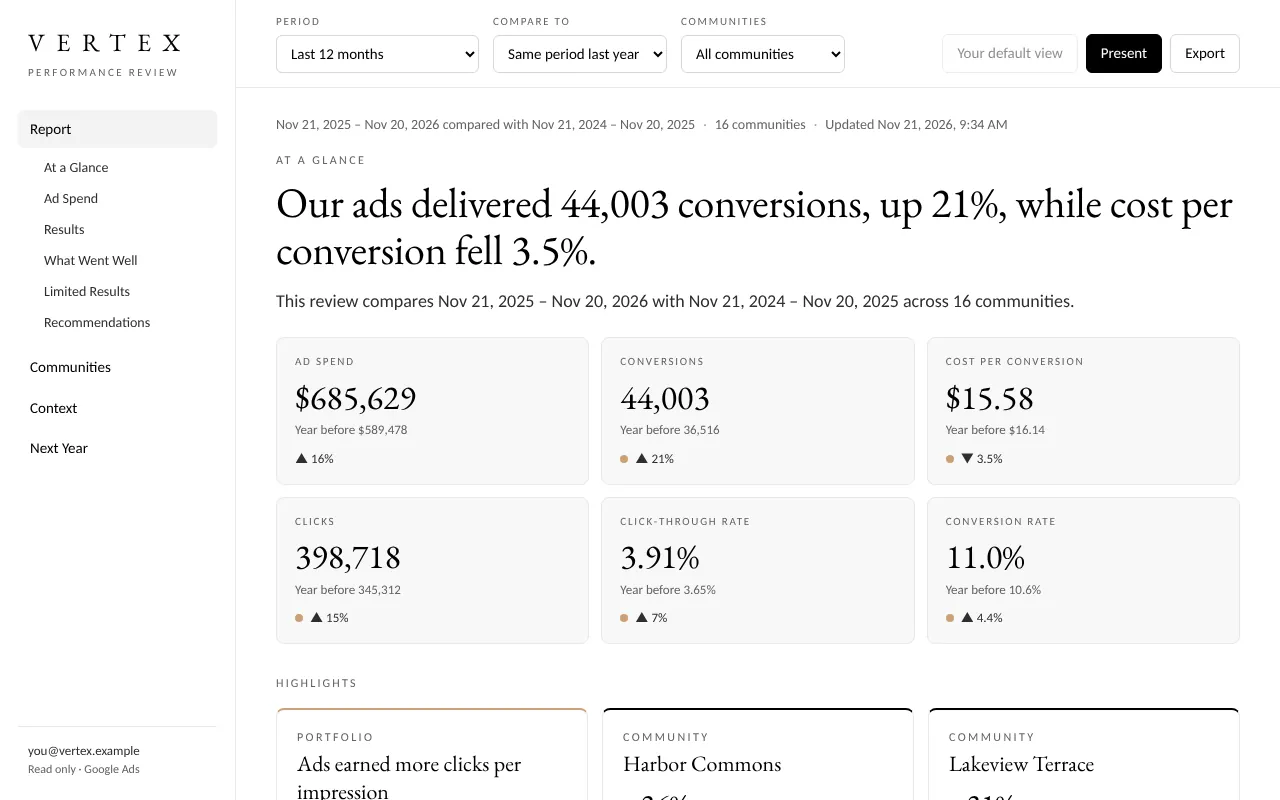 VERTEX
PERFORMANCE REVIEW
Report
At a Glance
Ad Spend
Results
What Went Well
Limited Results
Recommendations
Communities
Context
Next Year
you@vertex.example
Read only · Google Ads
PERIOD
Last 12 months
COMPARE TO
Same period last year
COMMUNITIES
All communities
Your default view
Present
Export
Nov 21, 2025 – Nov 20, 2026 compared with Nov 21, 2024 – Nov 20, 2025 · 16 communities · Updated Nov 21, 2026, 9:34 AM
AT A GLANCE
Our ads delivered 44,003 conversions, up 21%, while cost per
conversion fell 3.5%.
This review compares Nov 21, 2025 – Nov 20, 2026 with Nov 21, 2024 – Nov 20, 2025 across 16 communities.
AD SPEND
$685,629
Year before $589,478
▲ 16%
CONVERSIONS
44,003
Year before 36,516
▲ 21%
COST PER CONVERSION
$15.58
Year before $16.14
▼ 3.5%
CLICKS
398,718
Year before 345,312
▲ 15%
CLICK-THROUGH RATE
3.91%
Year before 3.65%
▲ 7%
CONVERSION RATE
11.0%
Year before 10.6%
▲ 4.4%
HIGHLIGHTS
PORTFOLIO
Ads earned more clicks per
impression
COMMUNITY
Harbor Commons
COMMUNITY
Lakeview Terrace